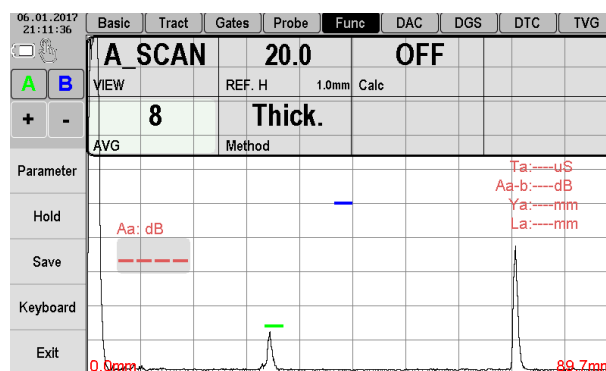 06.01.2017
21:11:36
Basic Tract Gates Probe Func DAC DGS DTC TVG
A_SCAN 20.0 OFF
VIEW REF. H 1.0mm Calc
A B
+ -
8 Thick.
AVG Method
Parameter
Hold
Save
Keyboard
Exit
Ta:----uS
Aa-b:----dB
Ya:----mm
La:----mm
Aa: dB
----
0.0mm 89.7mm